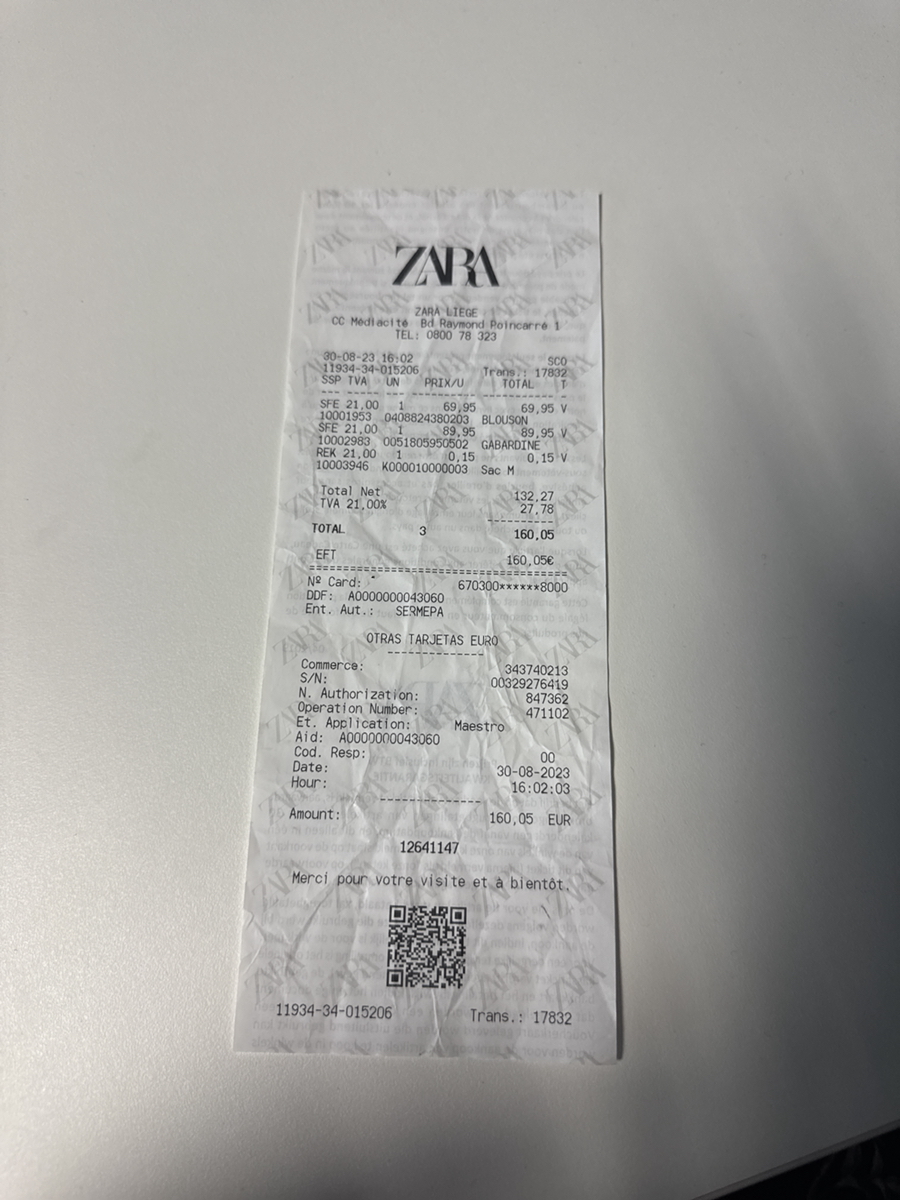 ZARA
ZARA LIEGE
CC Médiacité Bd Raymond Poincarré 1
TEL: 0800 78 323
30-08-23 16:02 SCO
11934-34-015206 Trans.: 17832
SSP TVA UN PRIX/U TOTAL T
SFE 21,00 1 69,95 69,95 V
10001953 0408824380203 BLOUSON
SFE 21,00 1 89,95 89,95 V
10002983 0051805950502 GABARDINE
REK 21,00 1 0,15 0,15 V
10003946 K000010000003 Sac M
Total Net 132,27
TVA 21,00% 27,78
TOTAL 3 160,05
EFT 160,05€
Nº Card: 670300******8000
DDF: A0000000043060
Ent. Aut.: SERMEPA
OTRAS TARJETAS EURO
Commerce: 343740213
S/N: 00329276419
N. Authorization: 847362
Operation Number: 471102
Et. Application: Maestro
Aid: A0000000043060
Cod. Resp: 00
Date: 30-08-2023
Hour: 16:02:03
Amount: 160,05 EUR
12641147
Merci pour votre visite et à bientôt.
11934-34-015206 Trans.: 17832